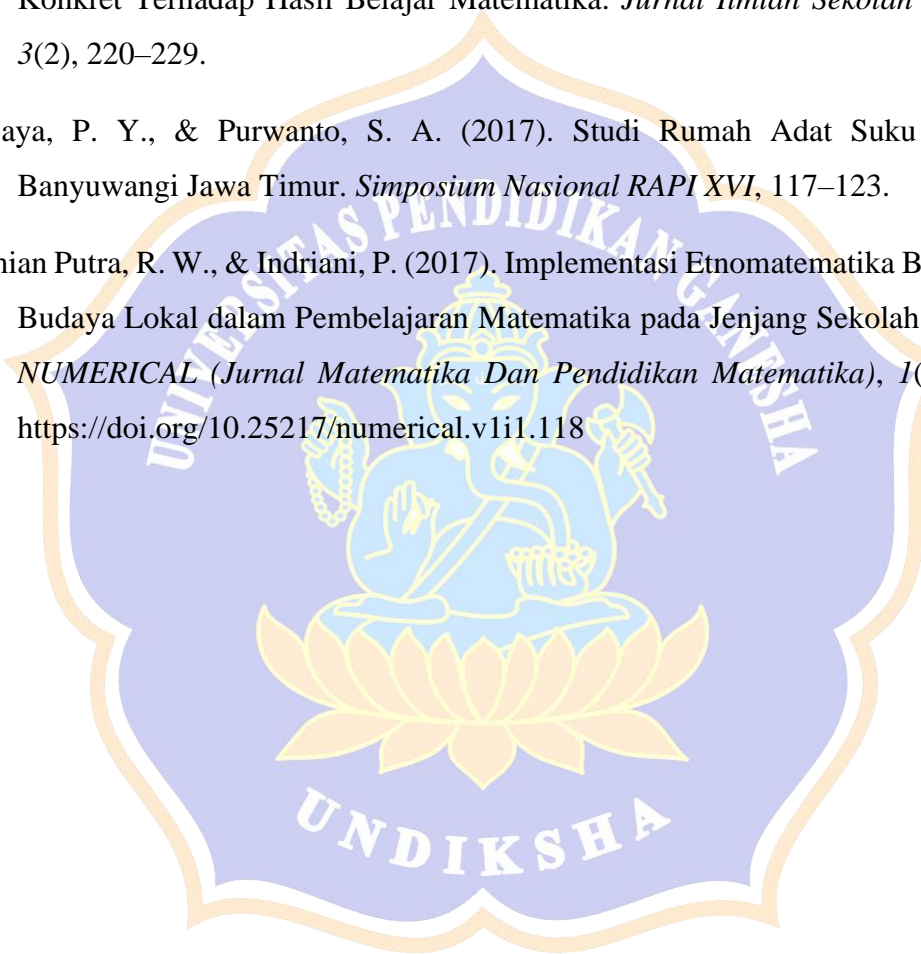 Konkret Terhadap Hasil Belajar Matematika. Jurnal Ilmiah Sekolah
3(2), 220–229.
aya, P. Y., & Purwanto, S. A. (2017). Studi Rumah Adat Suku
Banyuwangi Jawa Timur. Simposium Nasional RAPI XVI, 117–123.
nian Putra, R. W., & Indriani, P. (2017). Implementasi Etnomatematika B
Budaya Lokal dalam Pembelajaran Matematika pada Jenjang Sekolah
NUMERICAL (Jurnal Matematika Dan Pendidikan Matematika), 1(
https://doi.org/10.25217/numerical.v1i1.118
UNIVERSITAS PENDIDIKAN GANESHA
UNDIKSHA